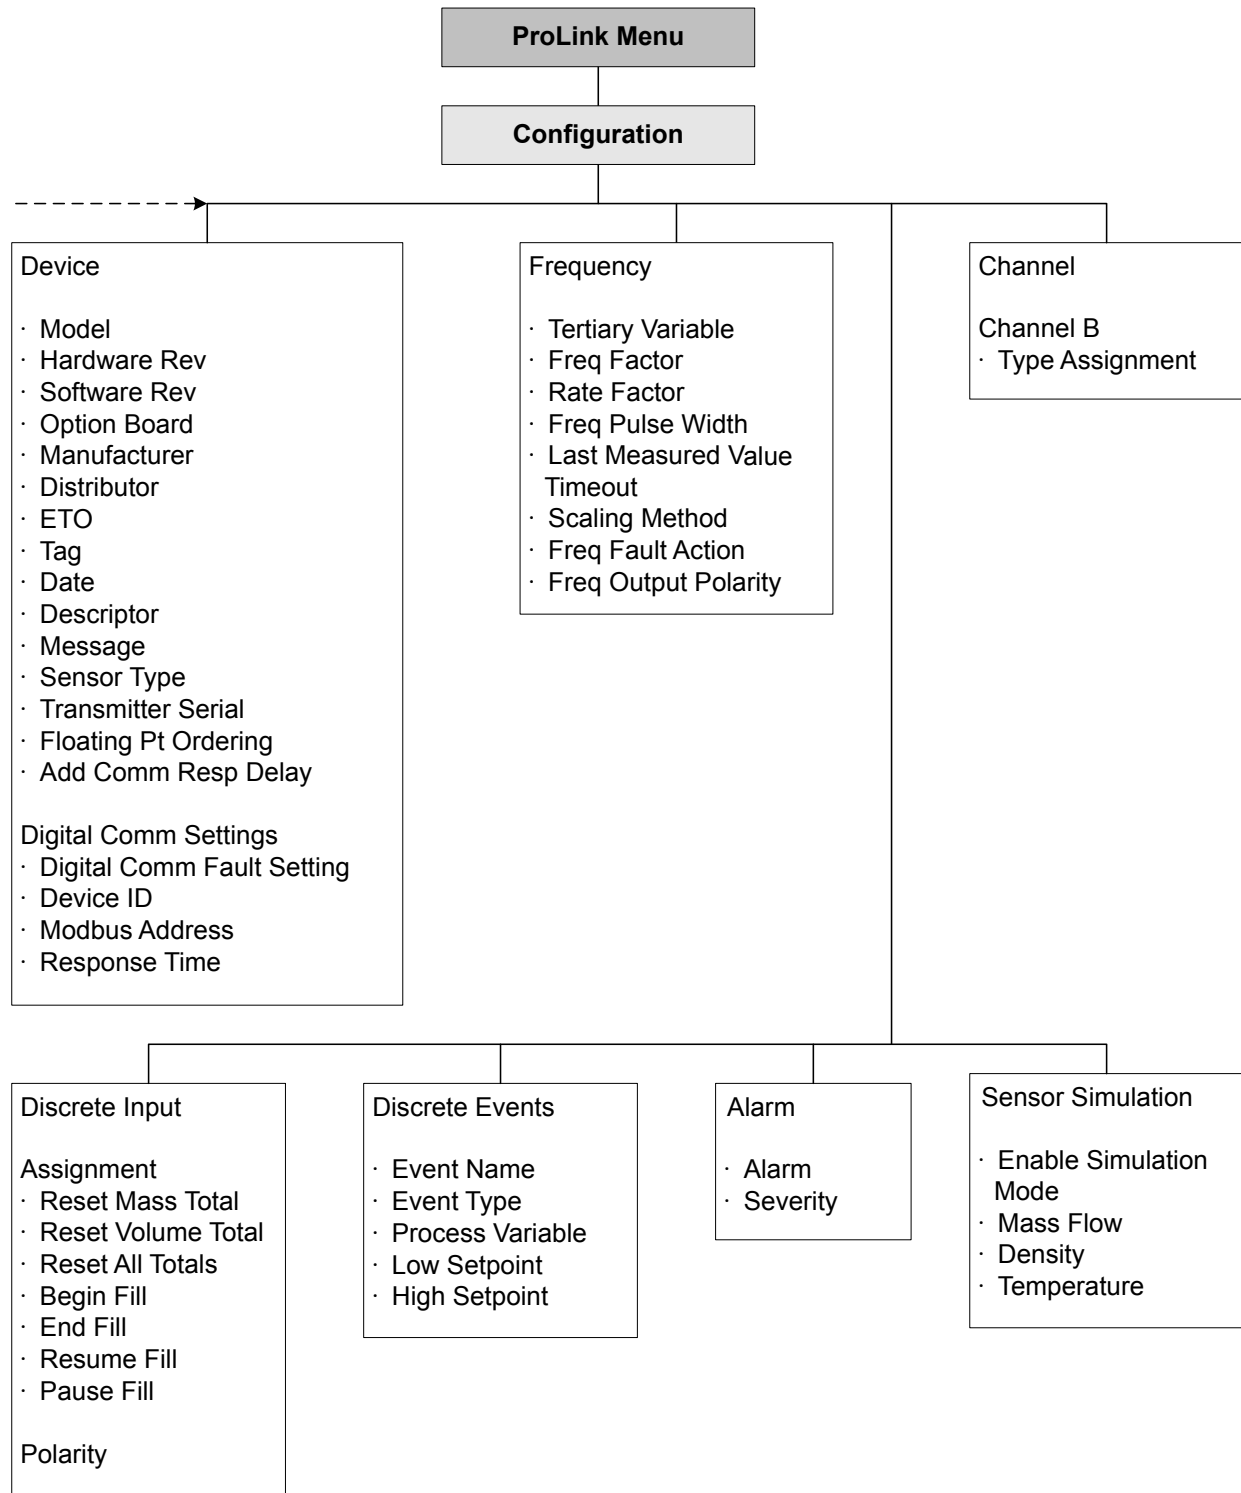 ProLink Menu
Configuration
Device
· Model
· Hardware Rev
· Software Rev
· Option Board
· Manufacturer
· Distributor
· ETO
· Tag
· Date
· Descriptor
· Message
· Sensor Type
· Transmitter Serial
· Floating Pt Ordering
· Add Comm Resp Delay
Digital Comm Settings
· Digital Comm Fault Setting
· Device ID
· Modbus Address
· Response Time
Frequency
· Tertiary Variable
· Freq Factor
· Rate Factor
· Freq Pulse Width
· Last Measured Value
Timeout
· Scaling Method
· Freq Fault Action
· Freq Output Polarity
Channel
Channel B
· Type Assignment
Discrete Input
Assignment
· Reset Mass Total
· Reset Volume Total
· Reset All Totals
· Begin Fill
· End Fill
· Resume Fill
· Pause Fill
Polarity
Discrete Events
· Event Name
· Event Type
· Process Variable
· Low Setpoint
· High Setpoint
Alarm
· Alarm
· Severity
Sensor Simulation
· Enable Simulation
Mode
· Mass Flow
· Density
· Temperature